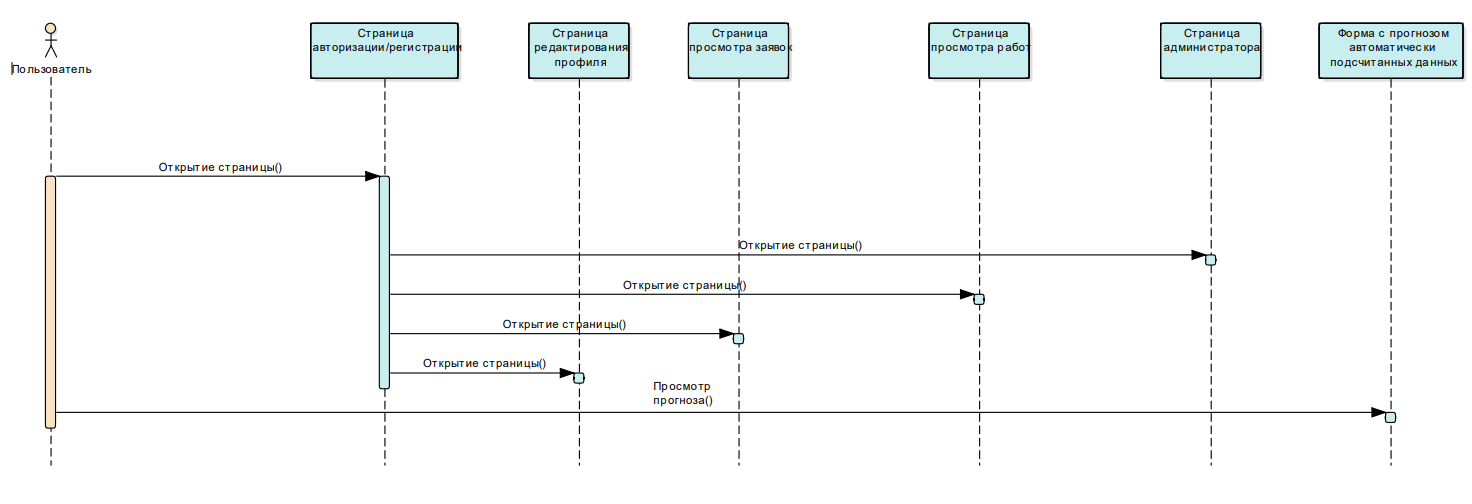 Пользователь
Страница
авторизации/регистрации
Страница
редактирования
профиля
Страница
просмотра заявок
Страница
просмотра работ
Страница
администратора
Форма с прогнозом
автоматически
подсчитанных данных
Открытие страницы()
Открытие страницы()
Открытие страницы()
Открытие страницы()
Открытие страницы()
Просмотр
прогноза()